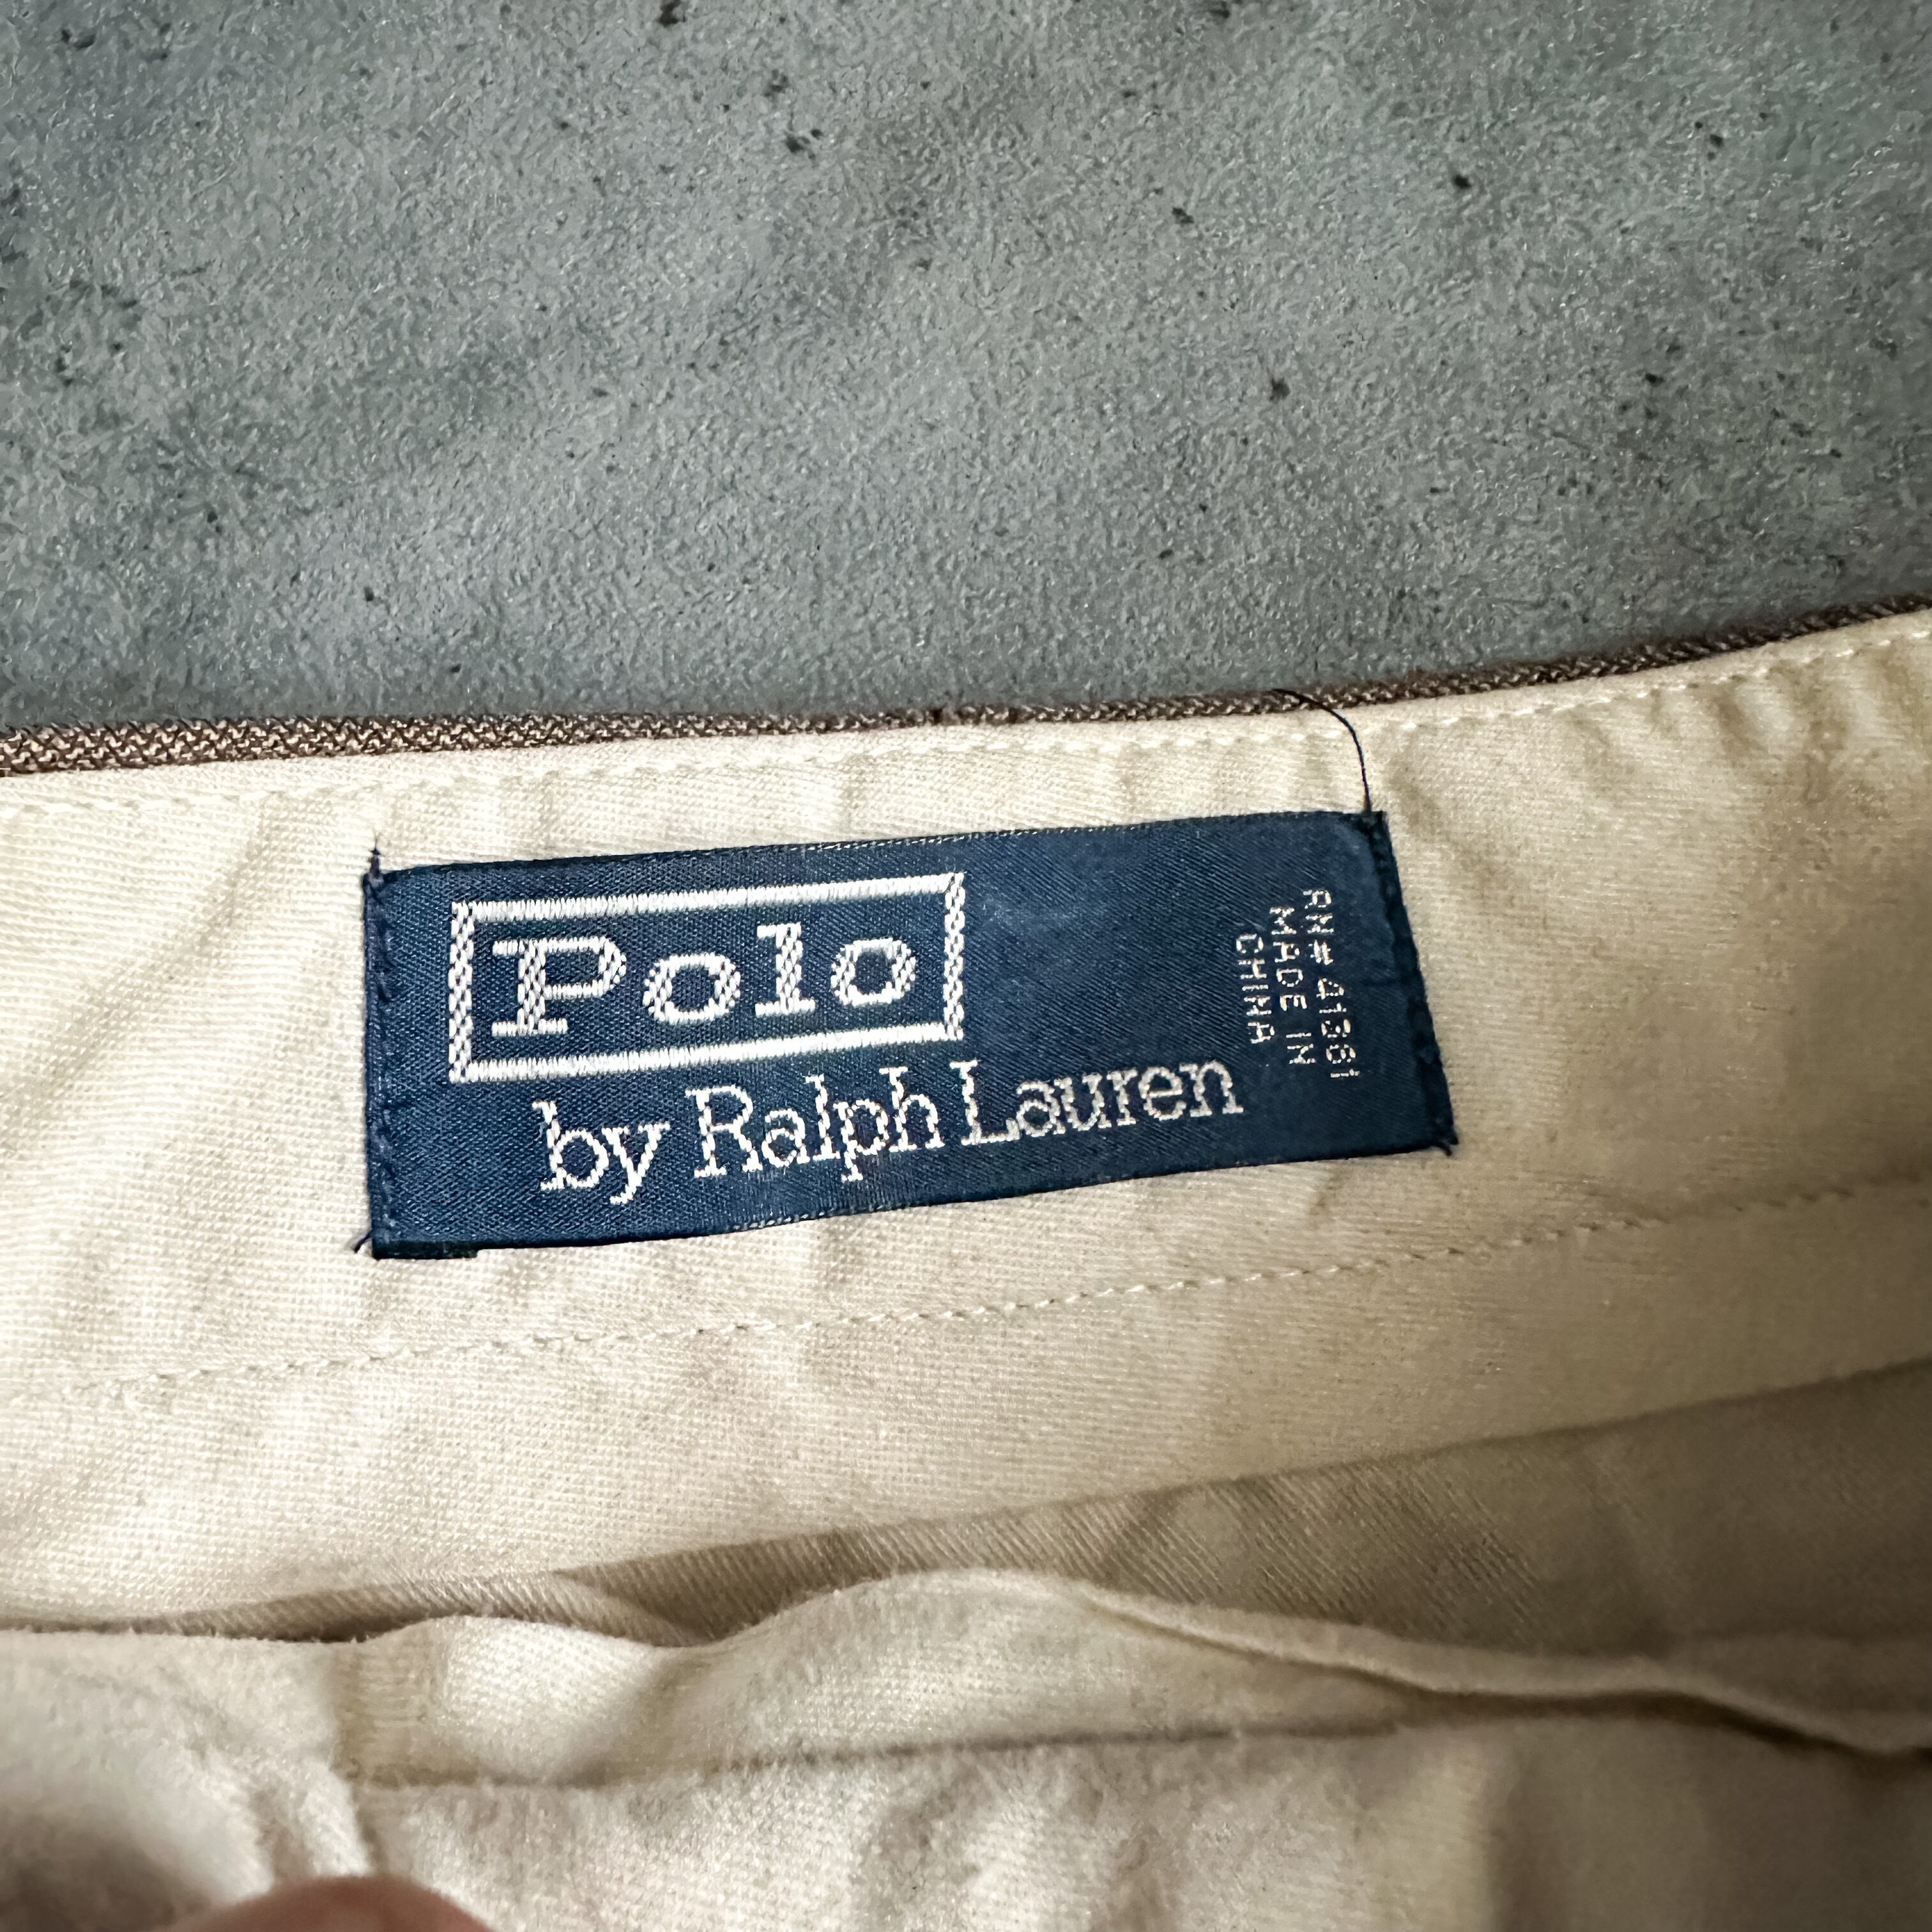 Polo
by Ralph Lauren
RN# 41381
MADE IN
CHINA